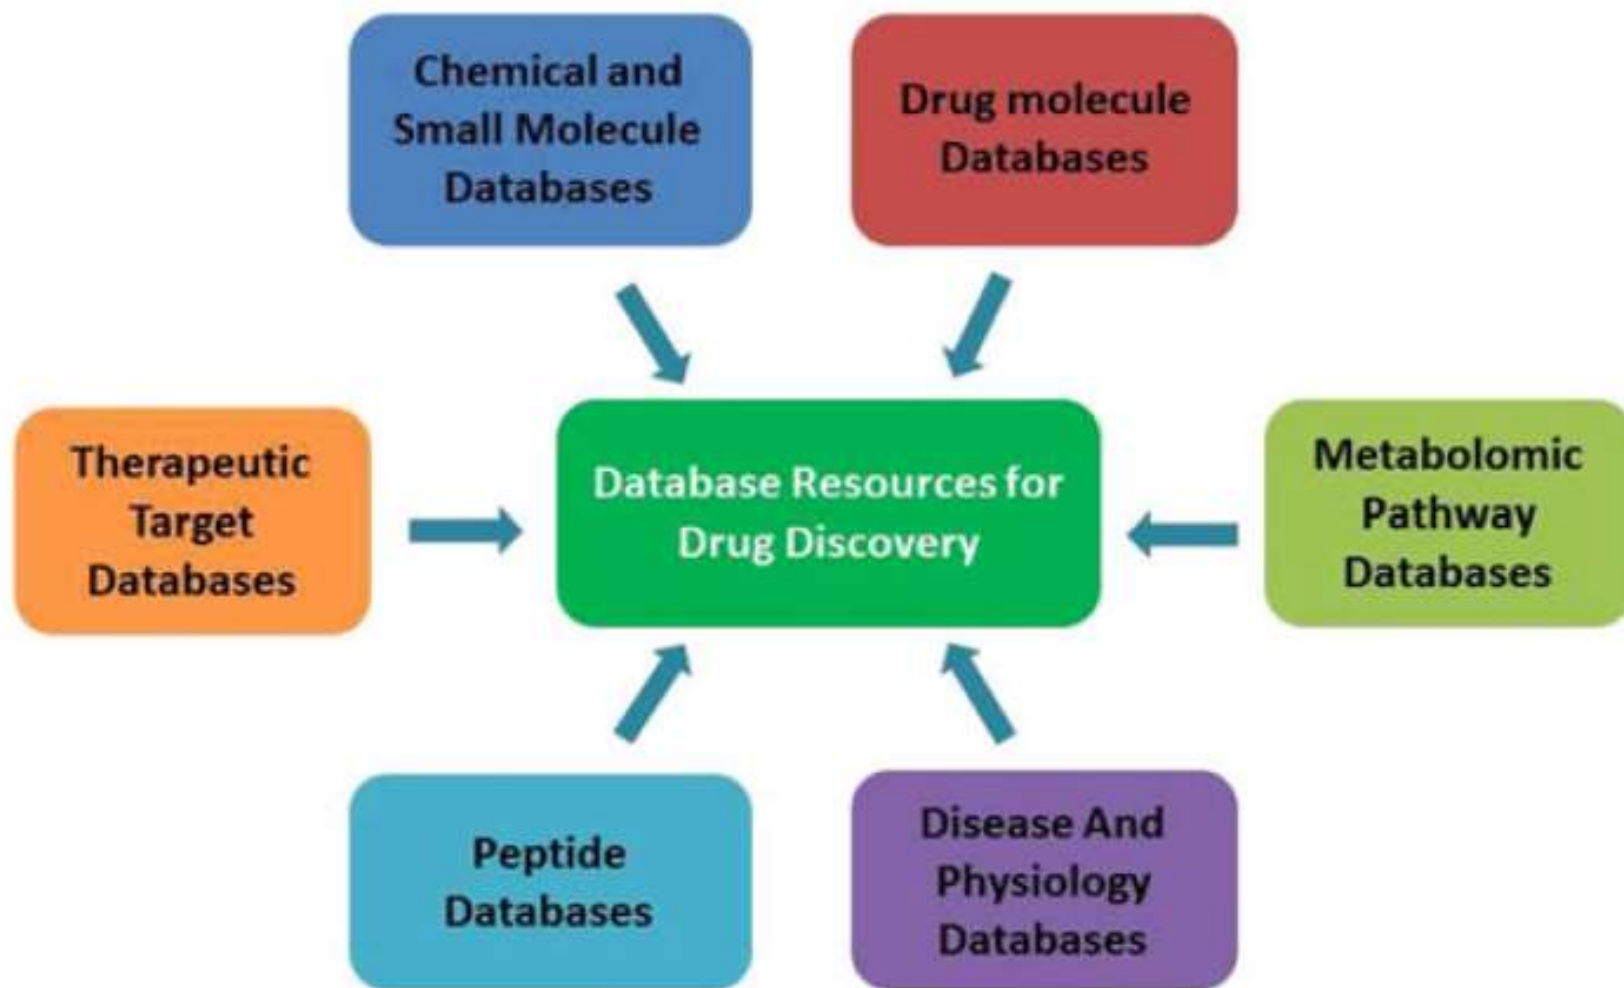 Chemical and
Small Molecule
Databases
Drug molecule
Databases
Therapeutic
Target
Databases
Database Resources for
Drug Discovery
Metabolomic
Pathway
Databases
Peptide
Databases
Disease And
Physiology
Databases